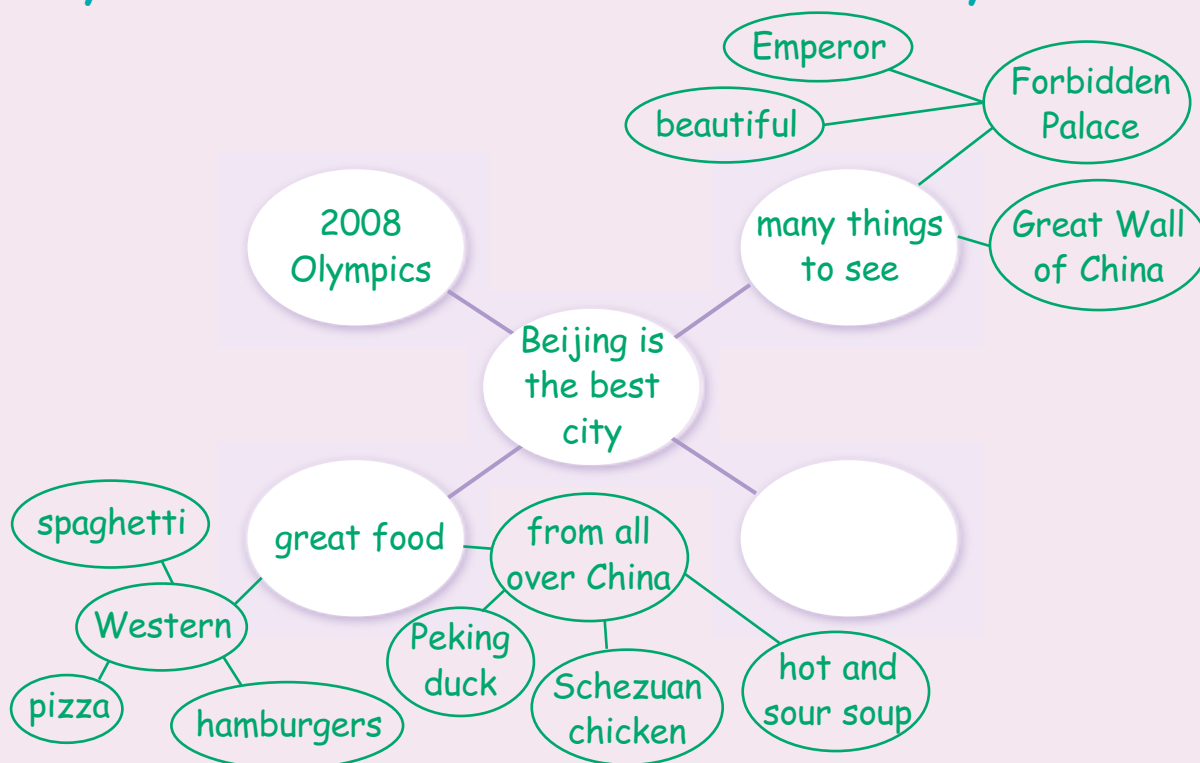 Emperor
Forbidden
Palace
beautiful
2008
Olympics
many things
to see
Great Wall
of China
Beijing is
the best
city
spaghetti
great food
from all
over China
Western
Peking
duck
pizza
hamburgers
Schezuan
chicken
hot and
sour soup